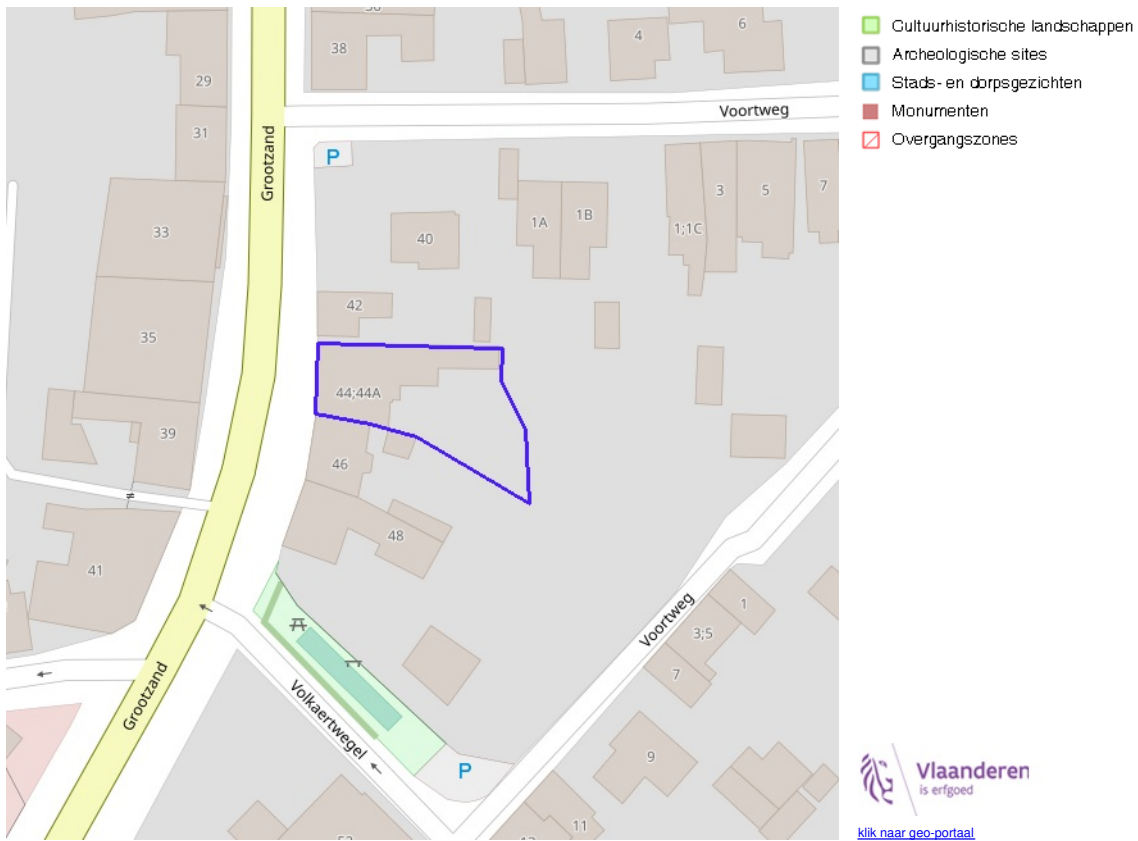 38
4
6
29
31
Grootzand
Voortweg
P
33
40
1A
1B
1;1C
3
5
7
35
42
44;44A
39
46
48
41
Voortweg
1
3;5
7
Grootzand
Volkaertwegel
P
9
11
Cultuurhistorische landschappen
Archeologische sites
Stads- en dorpsgezichten
Monumenten
Overgangszones
Vlaanderen
is erfgoed
klik naar geo-portaal